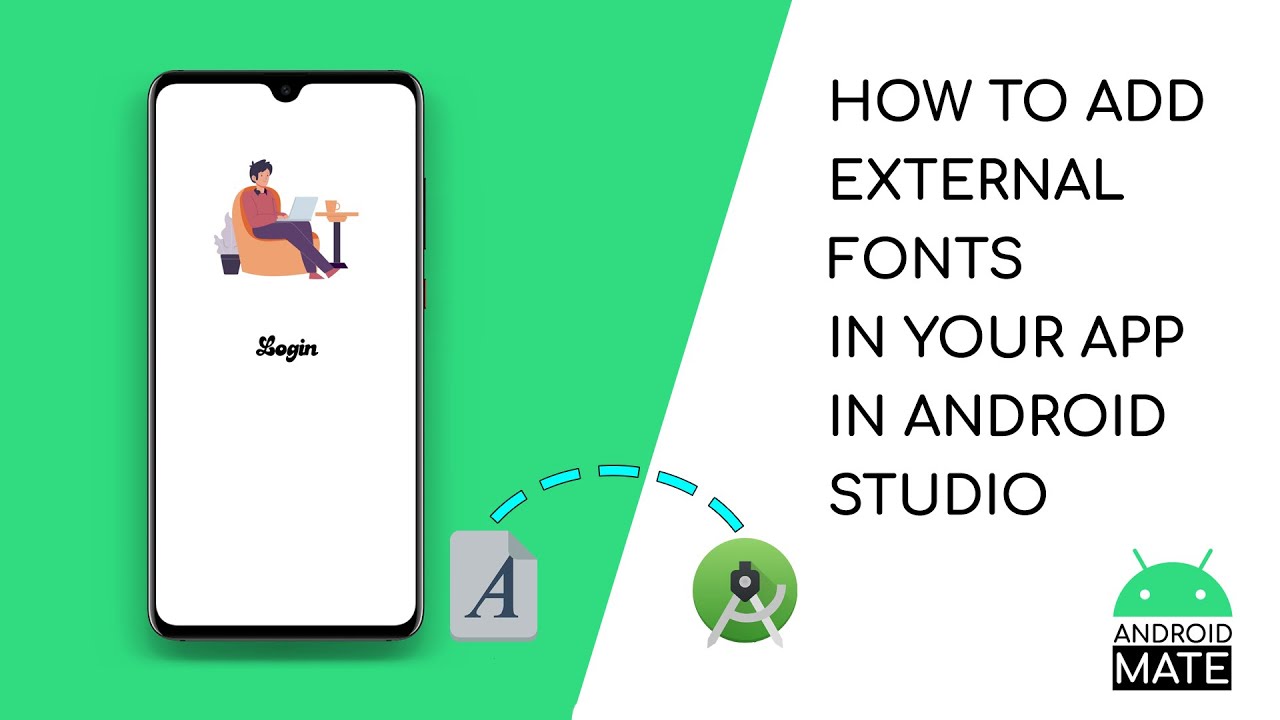 HOW TO ADD
EXTERNAL
FONTS
IN YOUR APP
IN ANDROID
STUDIO
Login
A
ANDROID
MATE